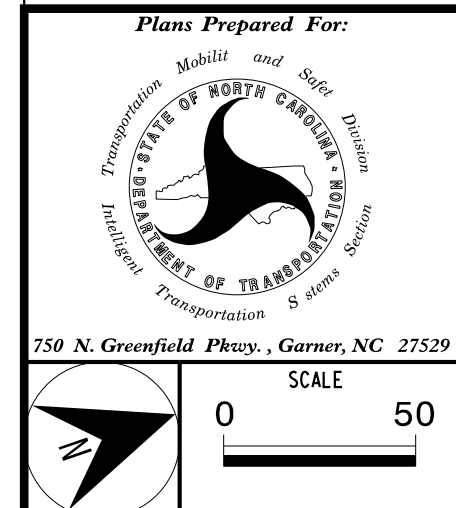 Plans Prepared For:
Transportation Mobilit and Safet Division
STATE OF NORTH CAROLINA
DEPARTMENT OF TRANSPORTATION
Intelligent Transportation S stems Section
750 N. Greenfield Pkwy. , Garner, NC 27529
N
SCALE
0 50